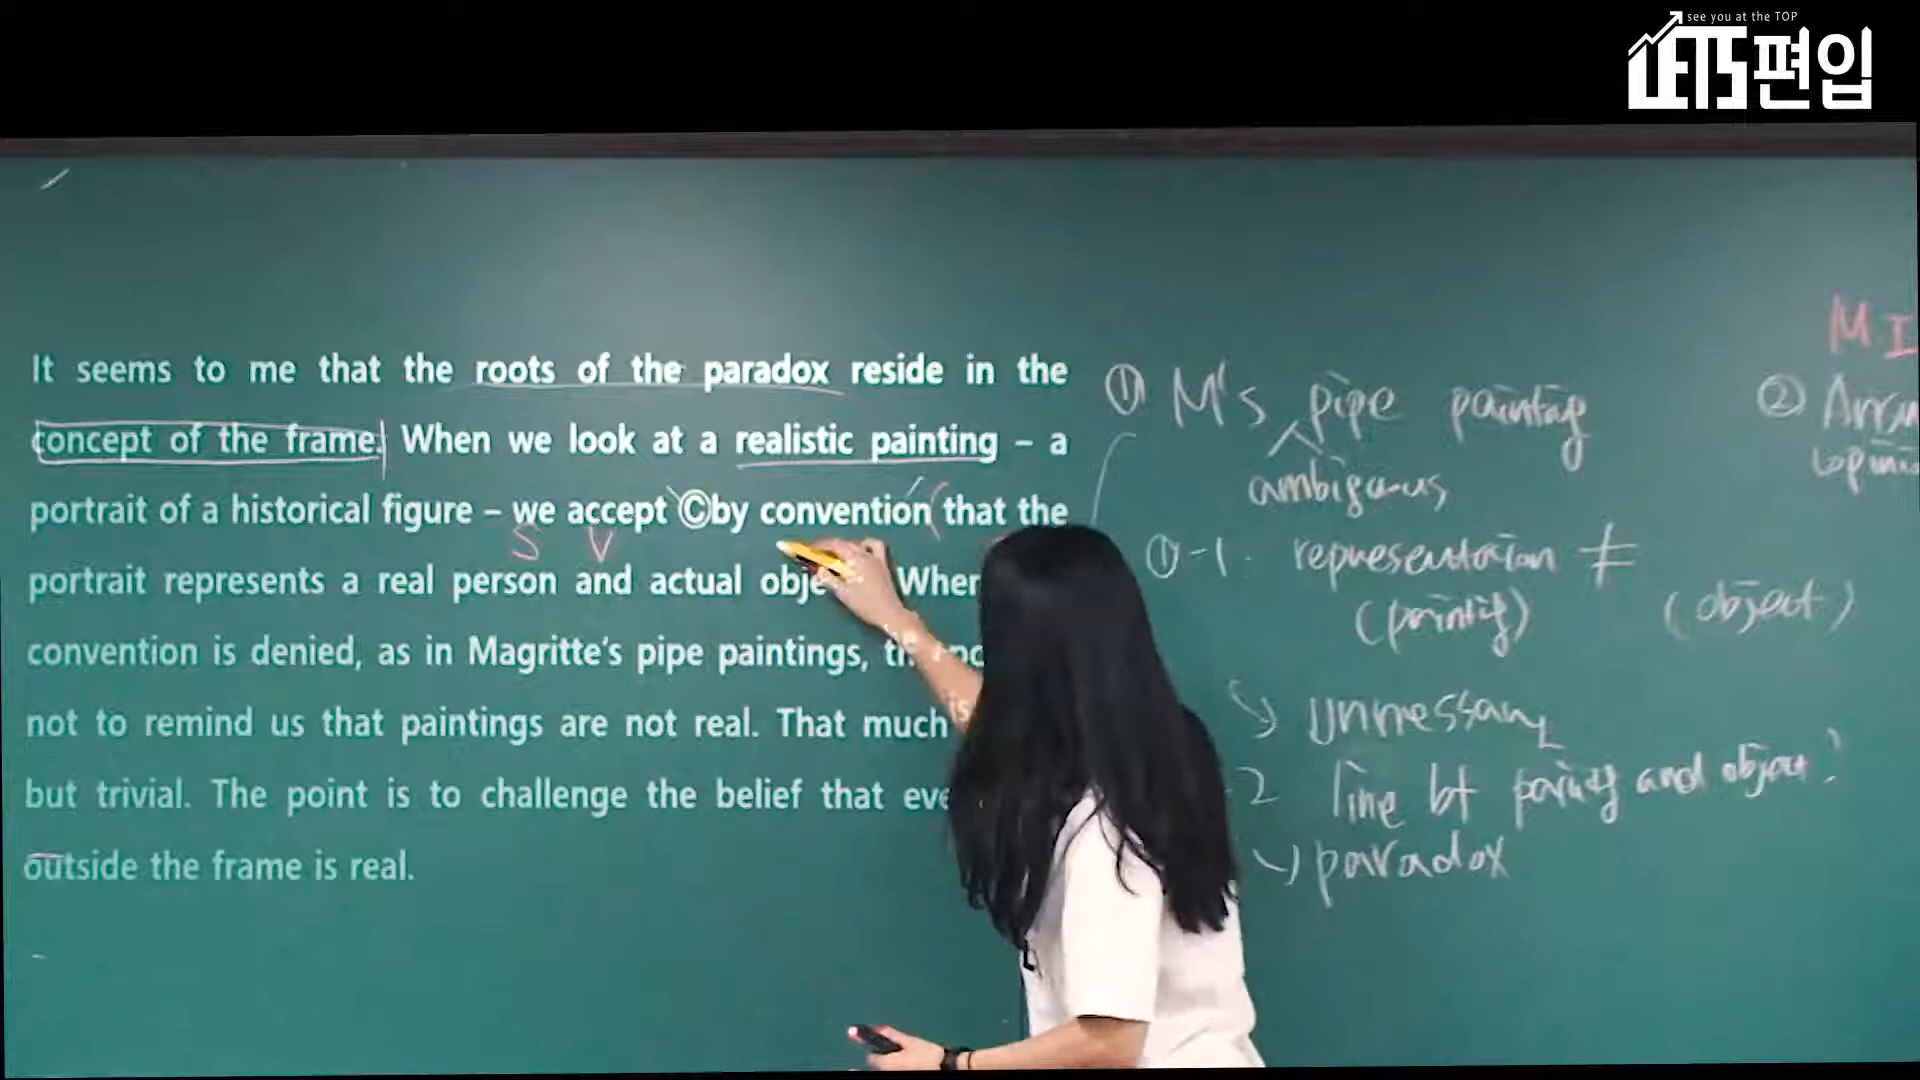 see you at the TOP
LETS편입
It seems to me that the roots of the paradox reside in the
concept of the frame. When we look at a realistic painting – a
portrait of a historical figure – we accept ©by convention that the
S V
portrait represents a real person and actual obje When
convention is denied, as in Magritte's pipe paintings,
not to remind us that paintings are not real. That much is
but trivial. The point is to challenge the belief that eve
outside the frame is real.
① M's pipe painting
ambiguous
①-1. representation ≠
(painting) (object)
↳ unnessary
2 line bt painting and object?
↳ paradox
M I
②